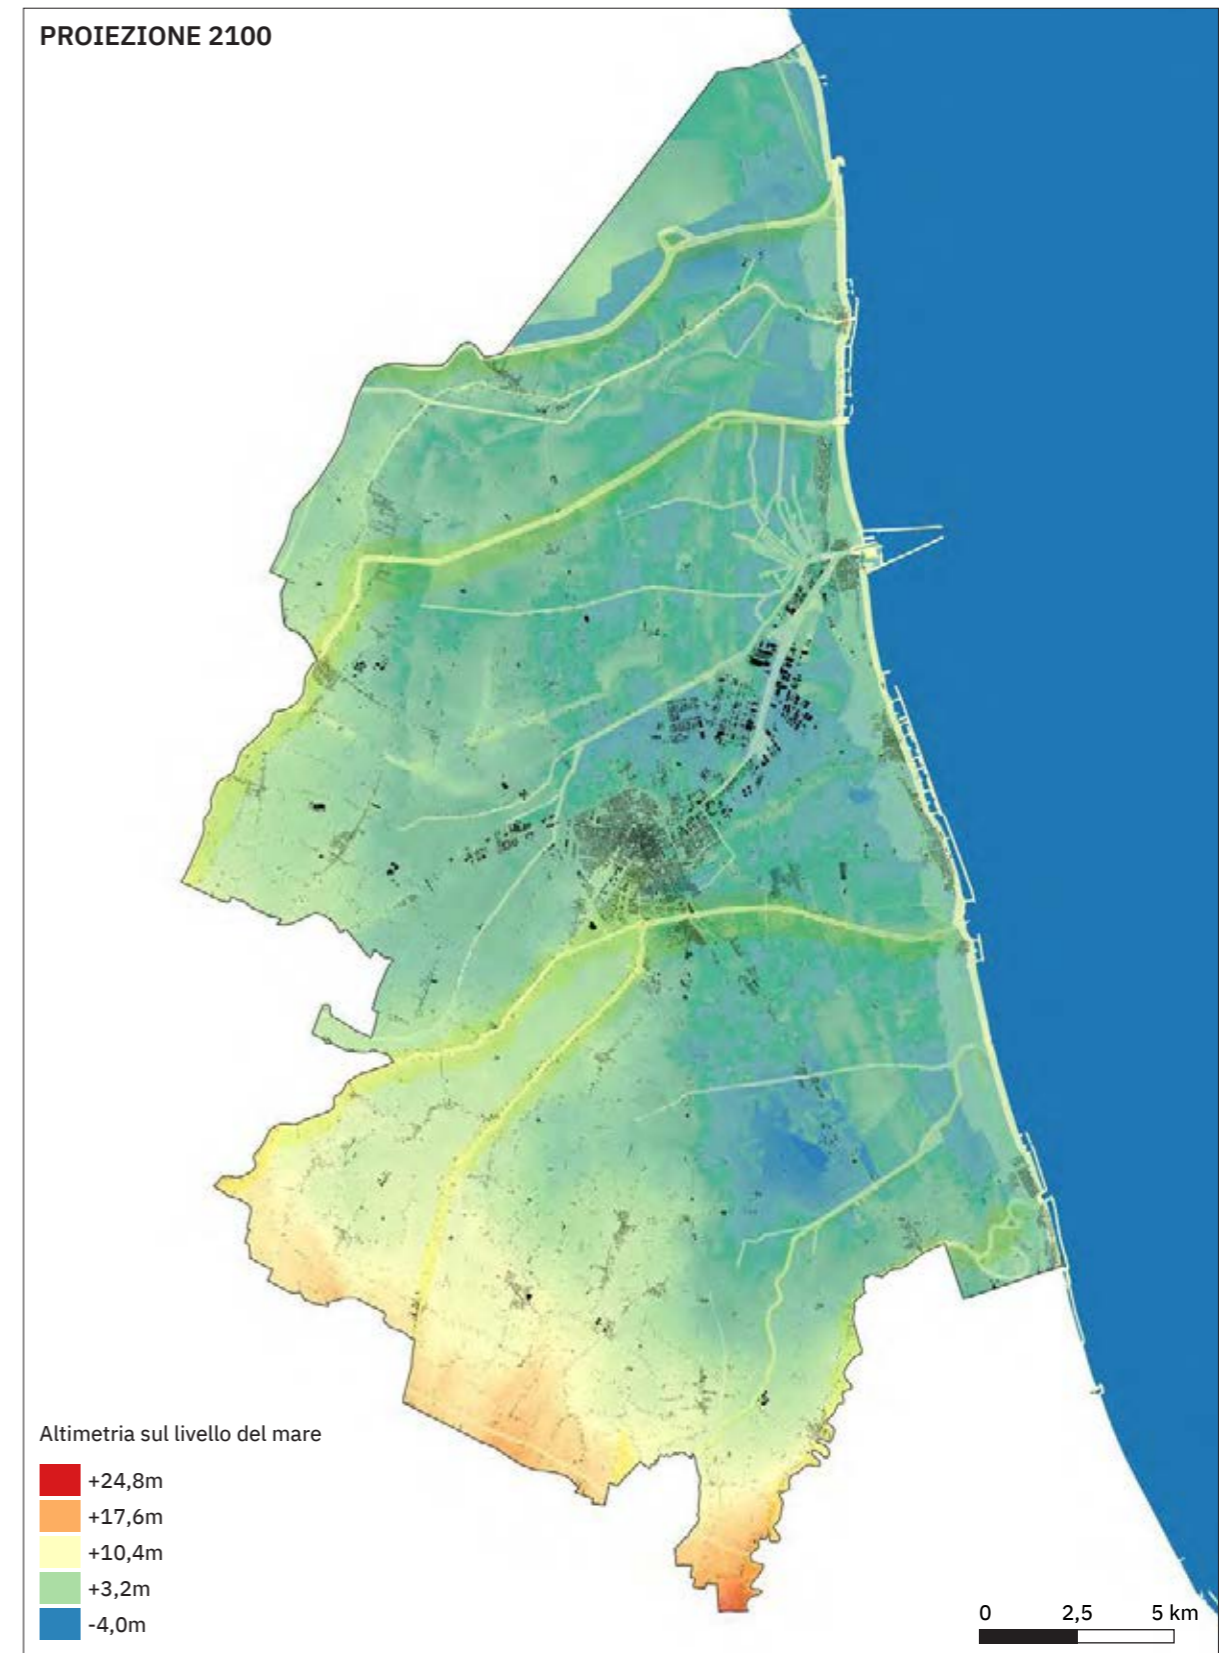 PROIEZIONE 2100
Altimetria sul livello del mare
+24,8m
+17,6m
+10,4m
+3,2m
-4,0m
0 2,5 5 km